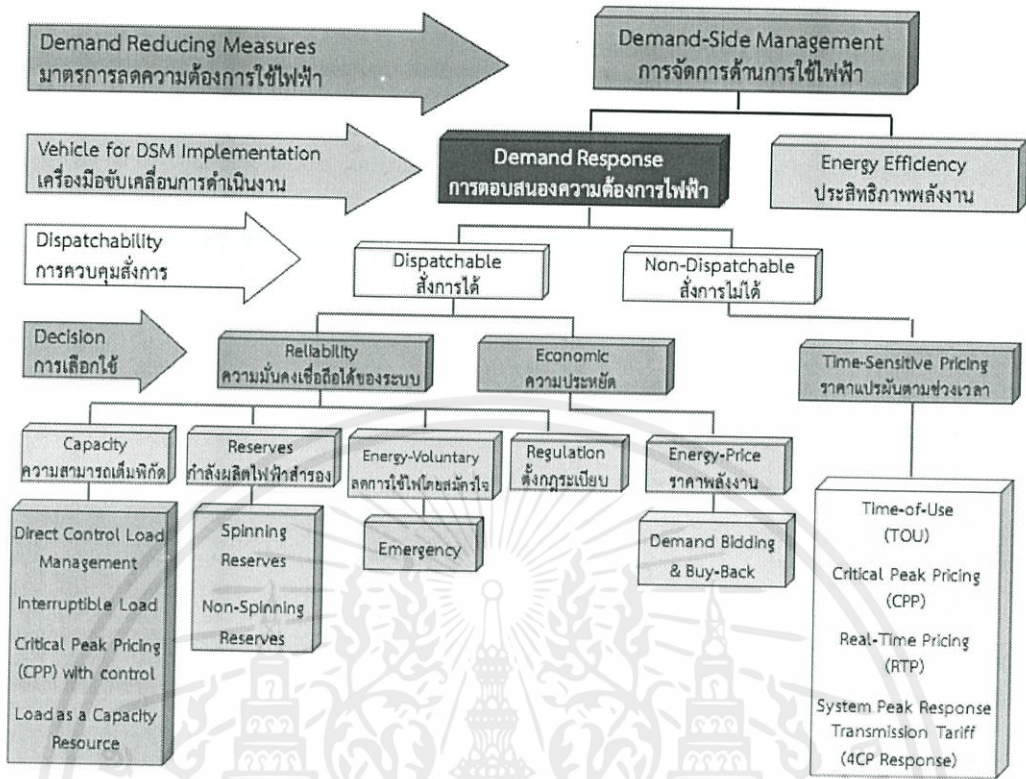 Demand Reducing Measures
มาตรการลดความต้องการใช้ไฟฟ้า
Demand-Side Management
การจัดการด้านการใช้ไฟฟ้า
Vehicle for DSM Implementation
เครื่องมือขับเคลื่อนการดำเนินงาน
Demand Response
การตอบสนองความต้องการไฟฟ้า
Energy Efficiency
ประสิทธิภาพพลังงาน
Dispatchability
การควบคุมสั่งการ
Dispatchable
สั่งการได้
Non-Dispatchable
สั่งการไม่ได้
Decision
การเลือกใช้
Reliability
ความมั่นคงเชื่อถือได้ของระบบ
Economic
ความประหยัด
Time-Sensitive Pricing
ราคาแปรผันตามช่วงเวลา
Capacity
ความสามารถเต็มพิกัด
Reserves
กำลังผลิตไฟฟ้าสำรอง
Energy-Voluntary
ลดการใช้ไฟโดยสมัครใจ
Regulation
ตั้งกฎระเบียบ
Energy-Price
ราคาพลังงาน
Direct Control Load
Management
Interruptible Load
Critical Peak Pricing
(CPP) with control
Load as a Capacity
Resource
Spinning
Reserves
Non-Spinning
Reserves
Emergency
Demand Bidding
& Buy-Back
Time-of-Use
(TOU)
Critical Peak Pricing
(CPP)
Real-Time Pricing
(RTP)
System Peak Response
Transmission Tariff
(4CP Response)